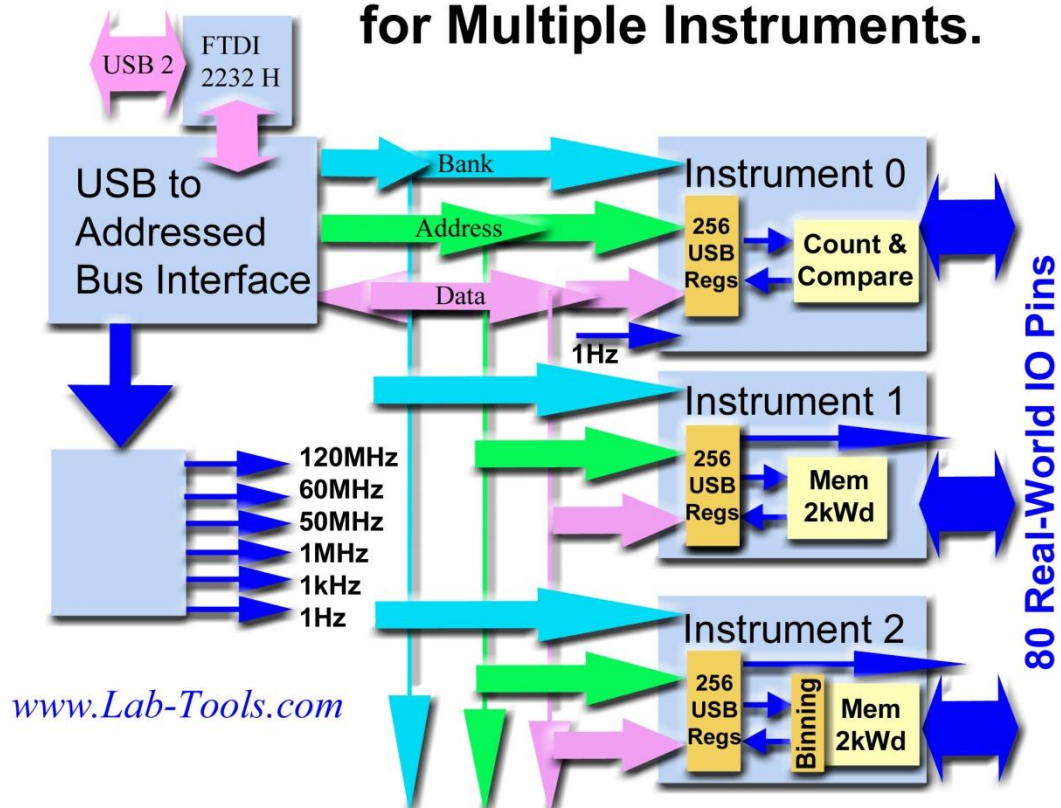 for Multiple Instruments.
USB 2
FTDI
2232 H
USB to
Addressed
Bus Interface
Bank
Address
Data
1Hz
Instrument 0
256
USB
Regs
Count &
Compare
Instrument 1
256
USB
Regs
Mem
2kWd
Instrument 2
256
USB
Regs
Binning
Mem
2kWd
80 Real-World IO Pins
120MHz
60MHz
50MHz
1MHz
1kHz
1Hz
www.Lab-Tools.com